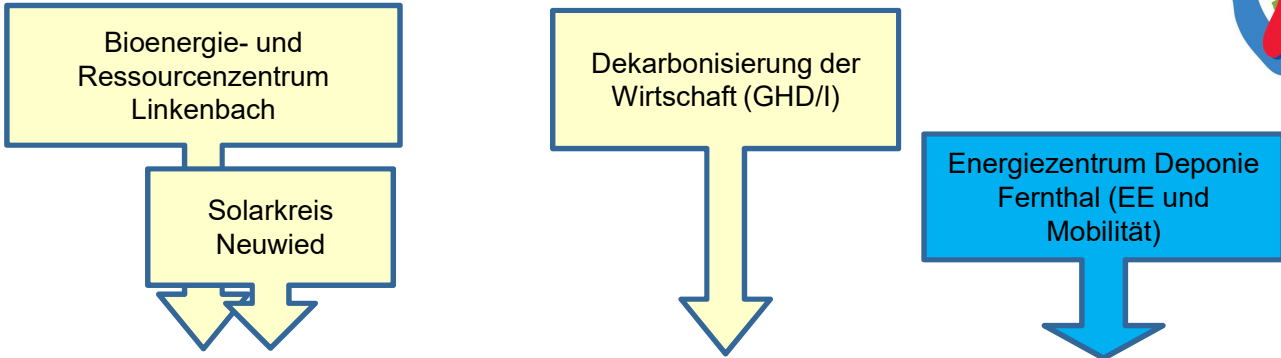 Bioenergie- und
Ressourcenzentrum
Linkenbach
Solarkreis
Neuwied
Dekarbonisierung der
Wirtschaft (GHD/I)
Energiezentrum Deponie
Fernthal (EE und
Mobilität)